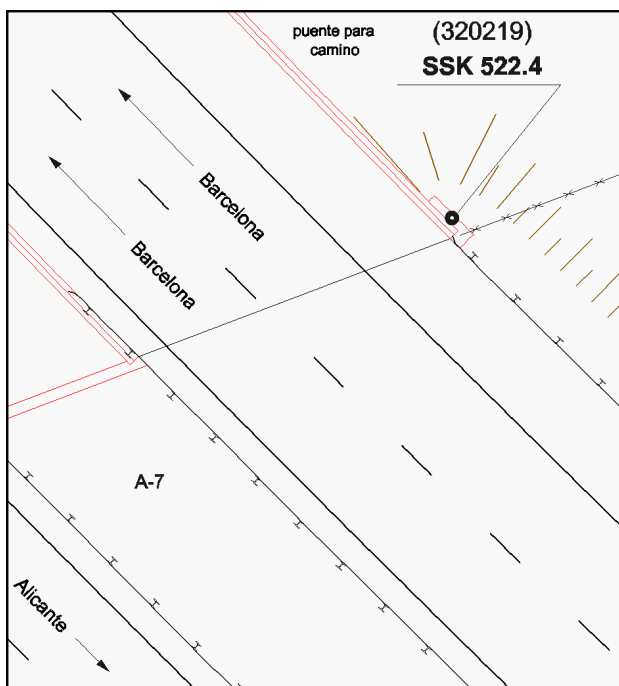 puente para
camino
(320219)
SSK 522.4
Barcelona
Barcelona
A-7
Alicante